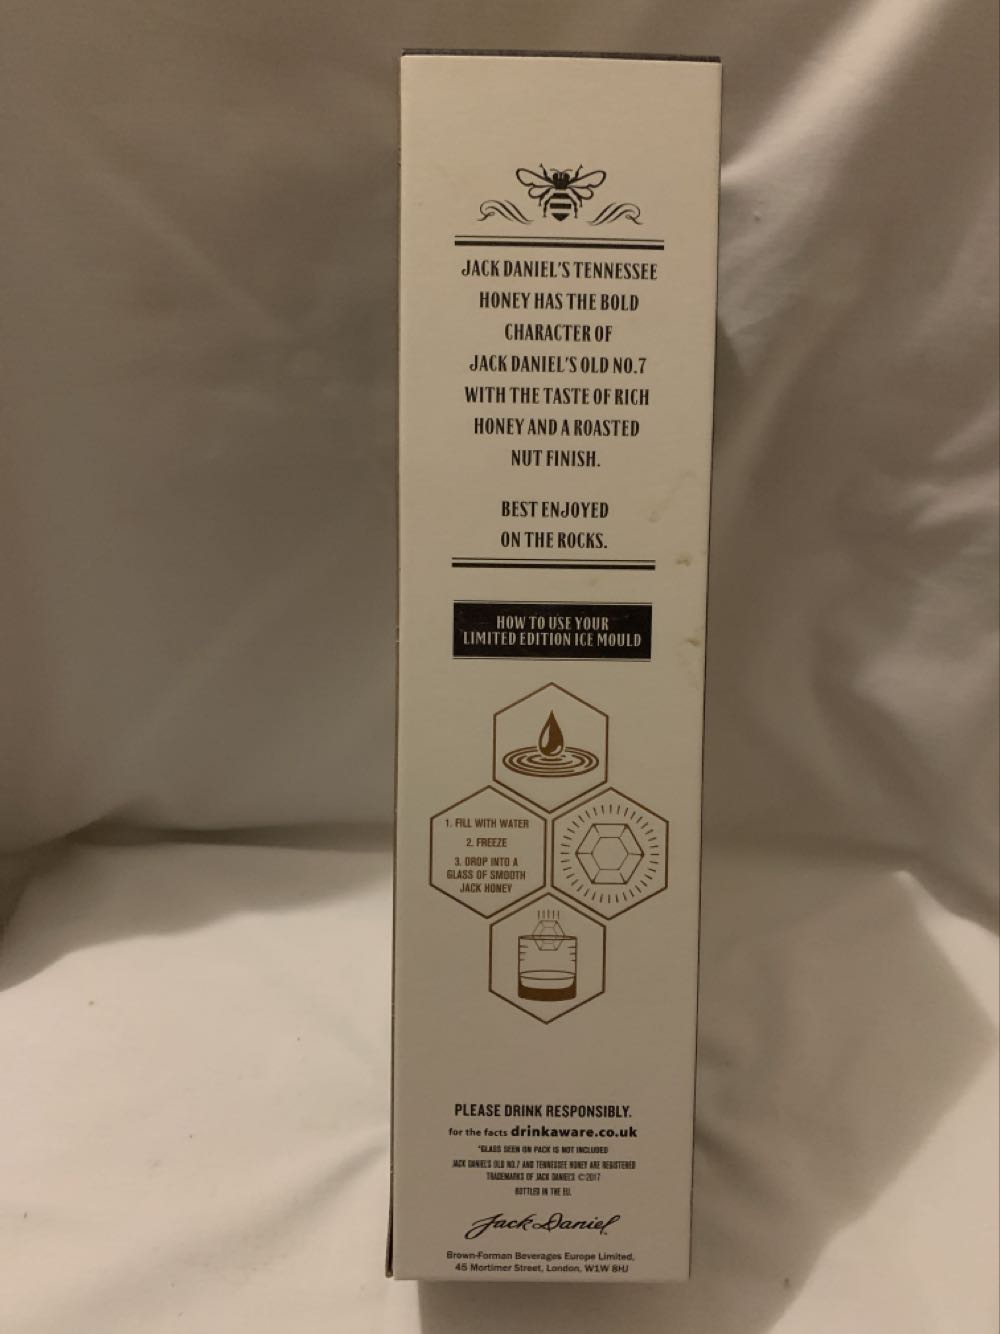 JACK DANIEL'S TENNESSEE
HONEY HAS THE BOLD
CHARACTER OF
JACK DANIEL'S OLD NO.7
WITH THE TASTE OF RICH
HONEY AND A ROASTED
NUT FINISH.
BEST ENJOYED
ON THE ROCKS.
HOW TO USE YOUR
LIMITED EDITION ICE MOULD
1. FILL WITH WATER
2. FREEZE
3. DROP INTO A
GLASS OF SMOOTH
JACK HONEY
PLEASE DRINK RESPONSIBLY.
for the facts drinkaware.co.uk
*GLASS SEEN ON PACK IS NOT INCLUDED
JACK DANIEL'S OLD NO.7 AND TENNESSEE HONEY ARE REGISTERED
TRADEMARKS OF JACK DANIEL'S ©2017
BOTTLED IN THE EU.
Jack Daniel
Brown-Forman Beverages Europe Limited,
45 Mortimer Street, London, W1W 8HJ